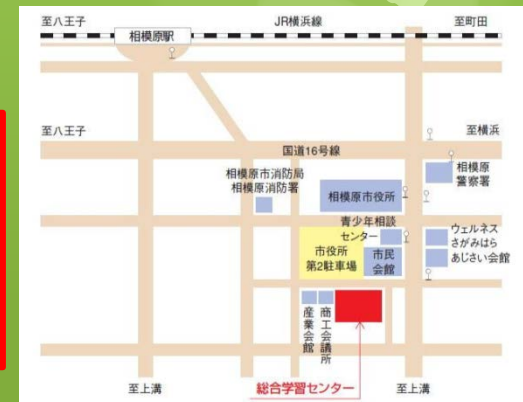 至八王子
JR横浜線
至町田
相模原駅
至八王子
至横浜
国道16号線
相模原市消防局
相模原消防署
相模原市役所
相模原
警察署
青少年相談
センター
市役所
第2駐車場
市民
会館
ウェルネス
さがみはら
あじさい会館
産業会館
商工会議所
至上溝
総合学習センター
至上溝